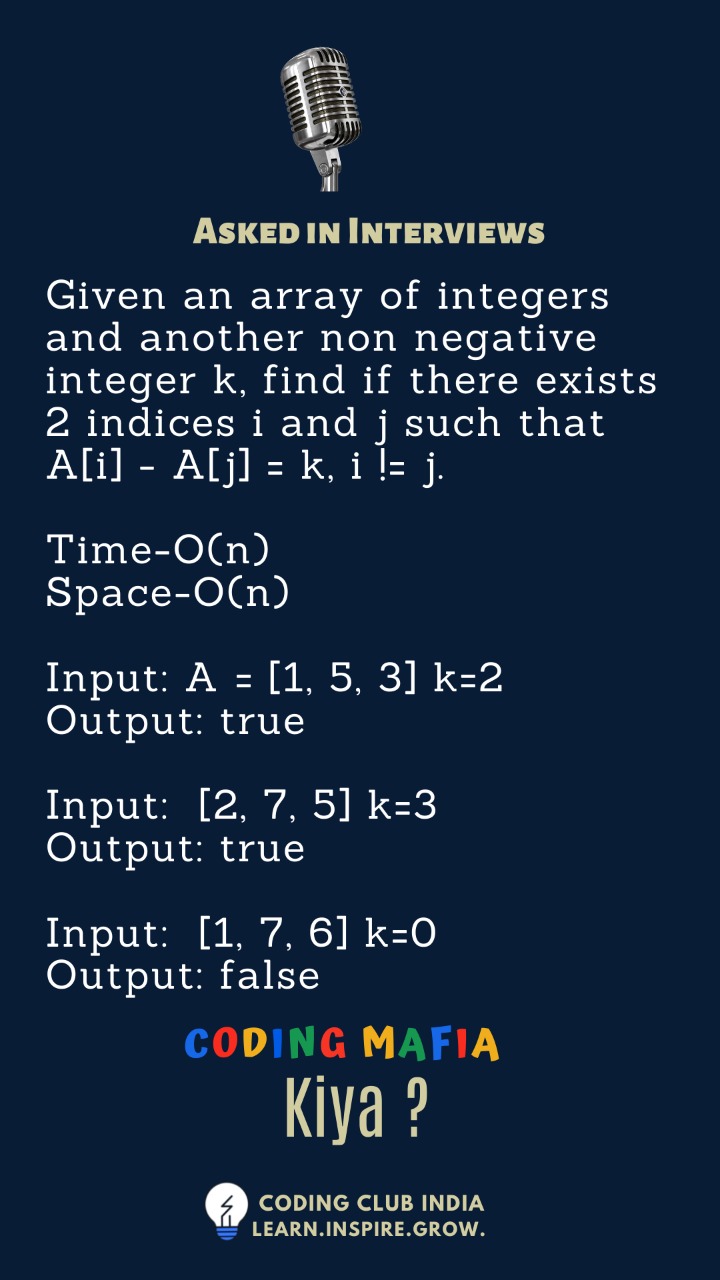 Asked in Interviews
Given an array of integers
and another non negative
integer k, find if there exists
2 indices i and j such that
A[i] - A[j] = k, i != j.
Time-O(n)
Space-O(n)
Input: A = [1, 5, 3] k=2
Output: true
Input: [2, 7, 5] k=3
Output: true
Input: [1, 7, 6] k=0
Output: false
CODING MAFIA
Kiya ?
CODING CLUB INDIA
LEARN.INSPIRE.GROW.